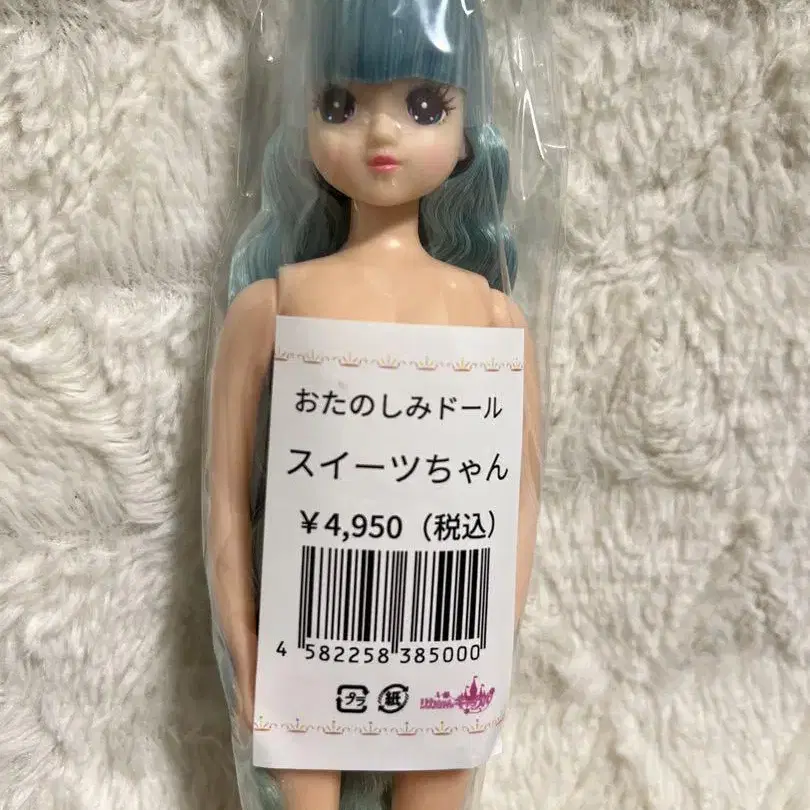 おたのしみドール
スイーツちゃん
￥4,950（税込）
4 582258 385000
プラ 紙